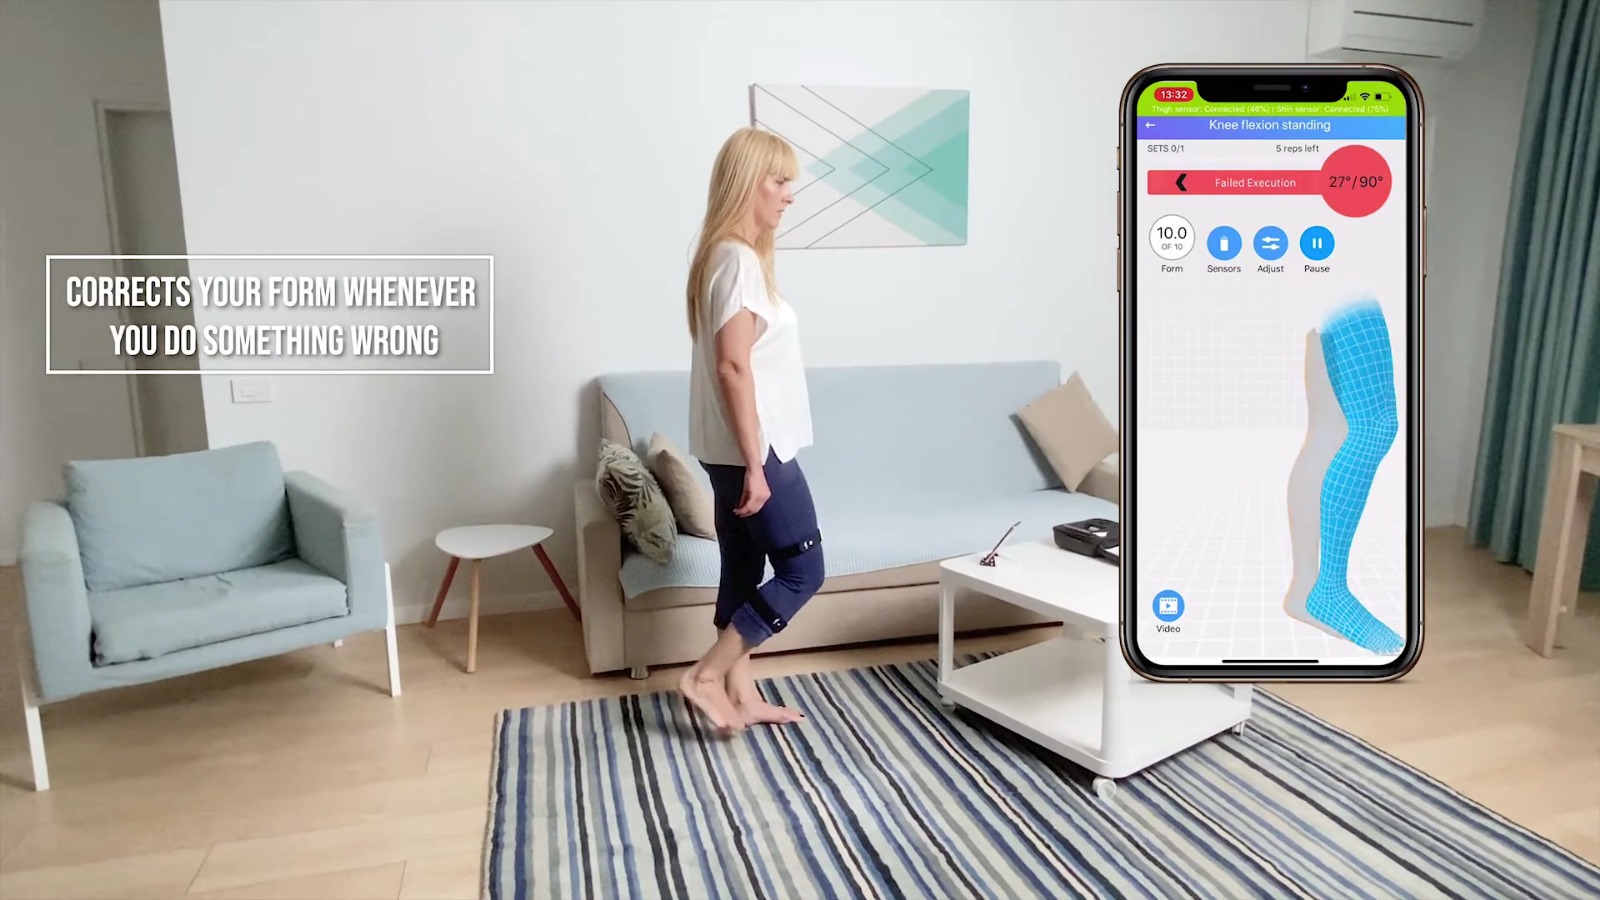 CORRECTS YOUR FORM WHENEVER
YOU DO SOMETHING WRONG
13:32
Thigh sensor: Connected (46%) | Shin sensor: Connected (75%)
Knee flexion standing
SETS 0/1 5 reps left
Failed Execution 27°/90°
10.0
OF 10
Form Sensors Adjust Pause
Video